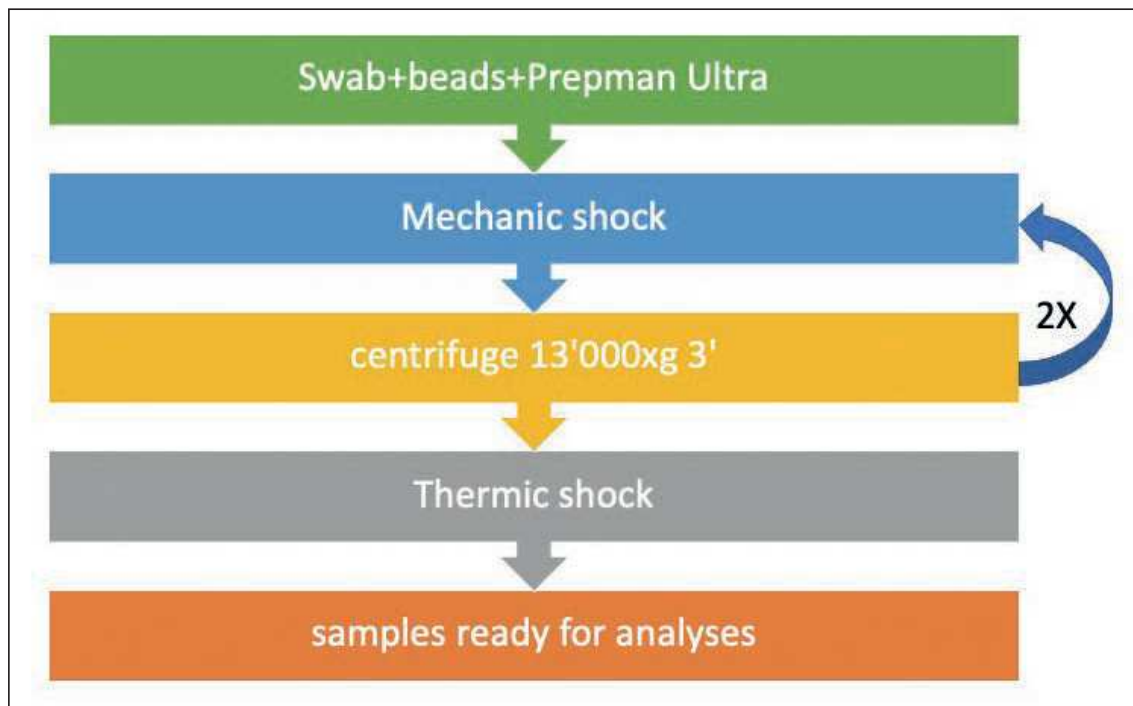 Swab+beads+Prepman Ultra
Mechanic shock
2X
centrifuge 13'000xg 3'
Thermic shock
samples ready for analyses